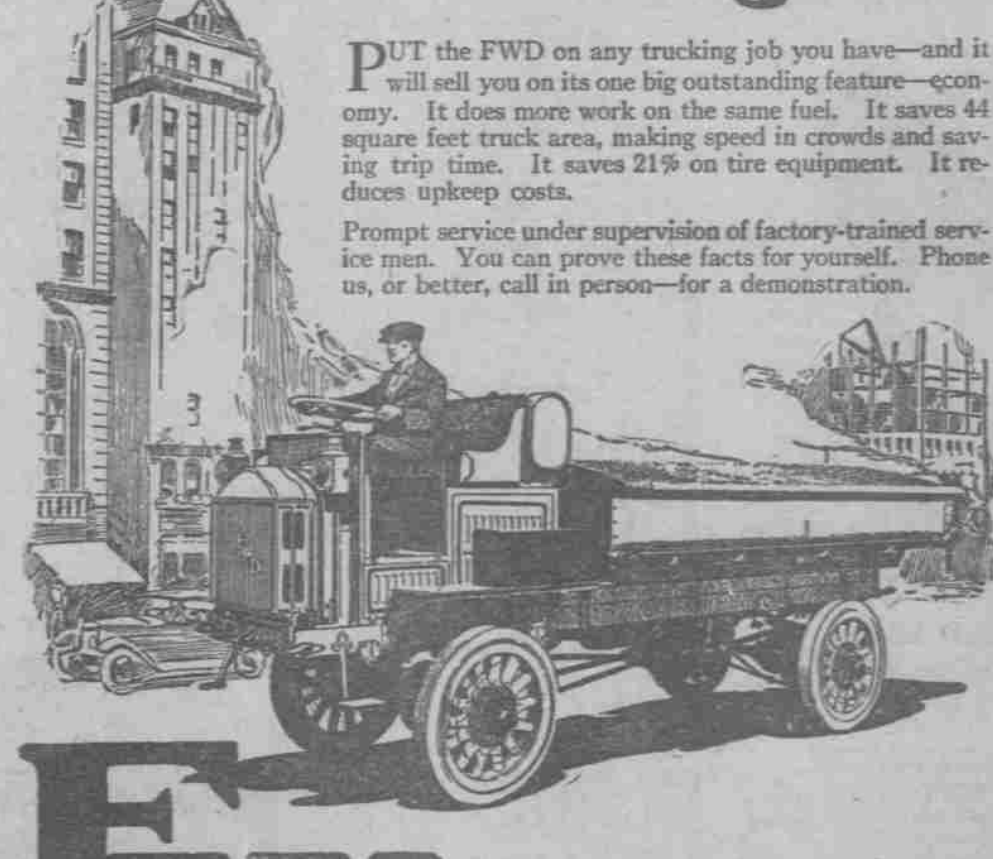 PUT the FWD on any trucking job you have—and it
will sell you on its one big outstanding feature—econ-
omy. It does more work on the same fuel. It saves 44
square feet truck area, making speed in crowds and sav-
ing trip time. It saves 21% on tire equipment. It re-
duces upkeep costs.
Prompt service under supervision of factory-trained serv-
ice men. You can prove these facts for yourself. Phone
us, or better, call in person—for a demonstration.